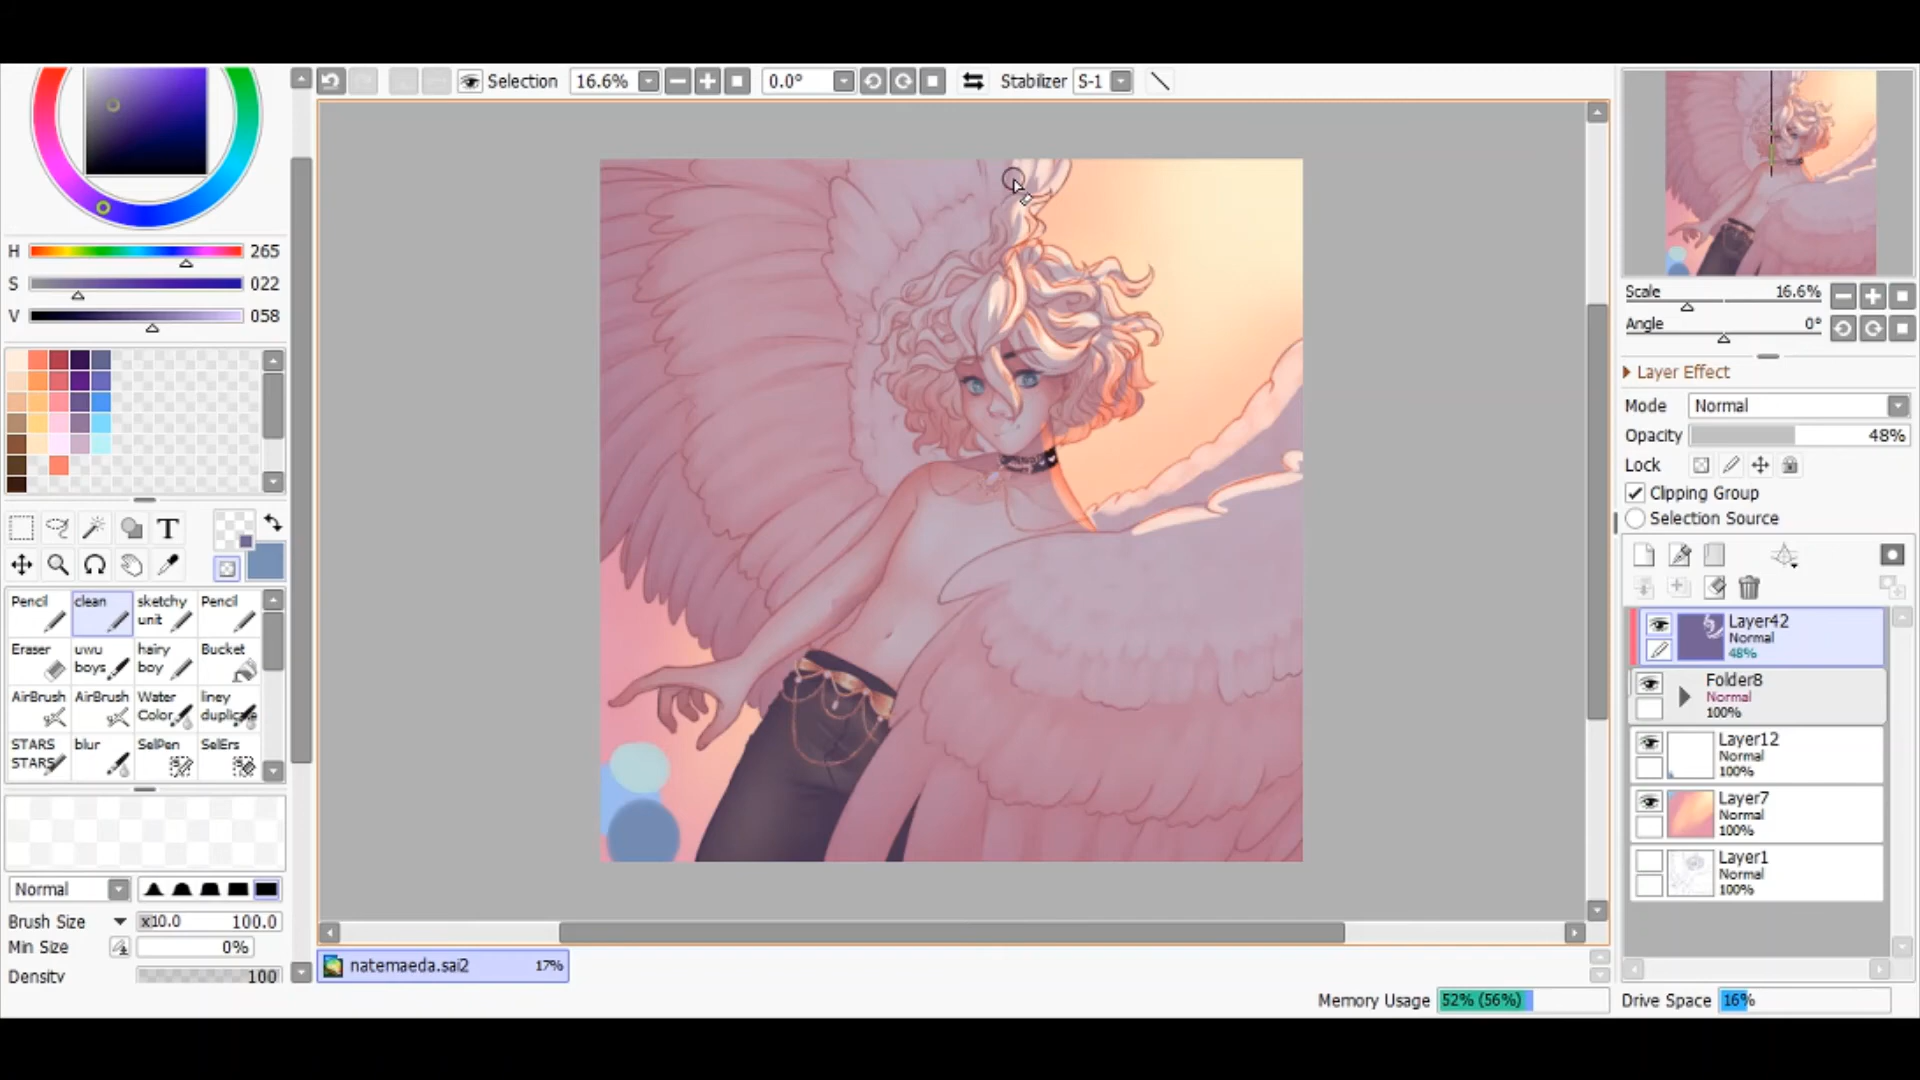 Selection 16.6% 0.0° Stabilizer S-1
H 265
S 022
V 058
T
Pencil clean sketchy unit Pencil
Eraser uwu boys hairy boy Bucket
AirBrush AirBrush Water Color liney duplicate
STARS STARS blur SelPen SelErs
Normal
Brush Size x10.0 100.0
Min Size 0%
Density 100
natemaeda.sai2 17%
Memory Usage 52% (56%)
Drive Space 16%
Scale 16.6%
Angle 0°
Layer Effect
Mode Normal
Opacity 48%
Lock
Clipping Group
Selection Source
Layer42
Normal
48%
Folder8
Normal
100%
Layer12
Normal
100%
Layer7
Normal
100%
Layer1
Normal
100%